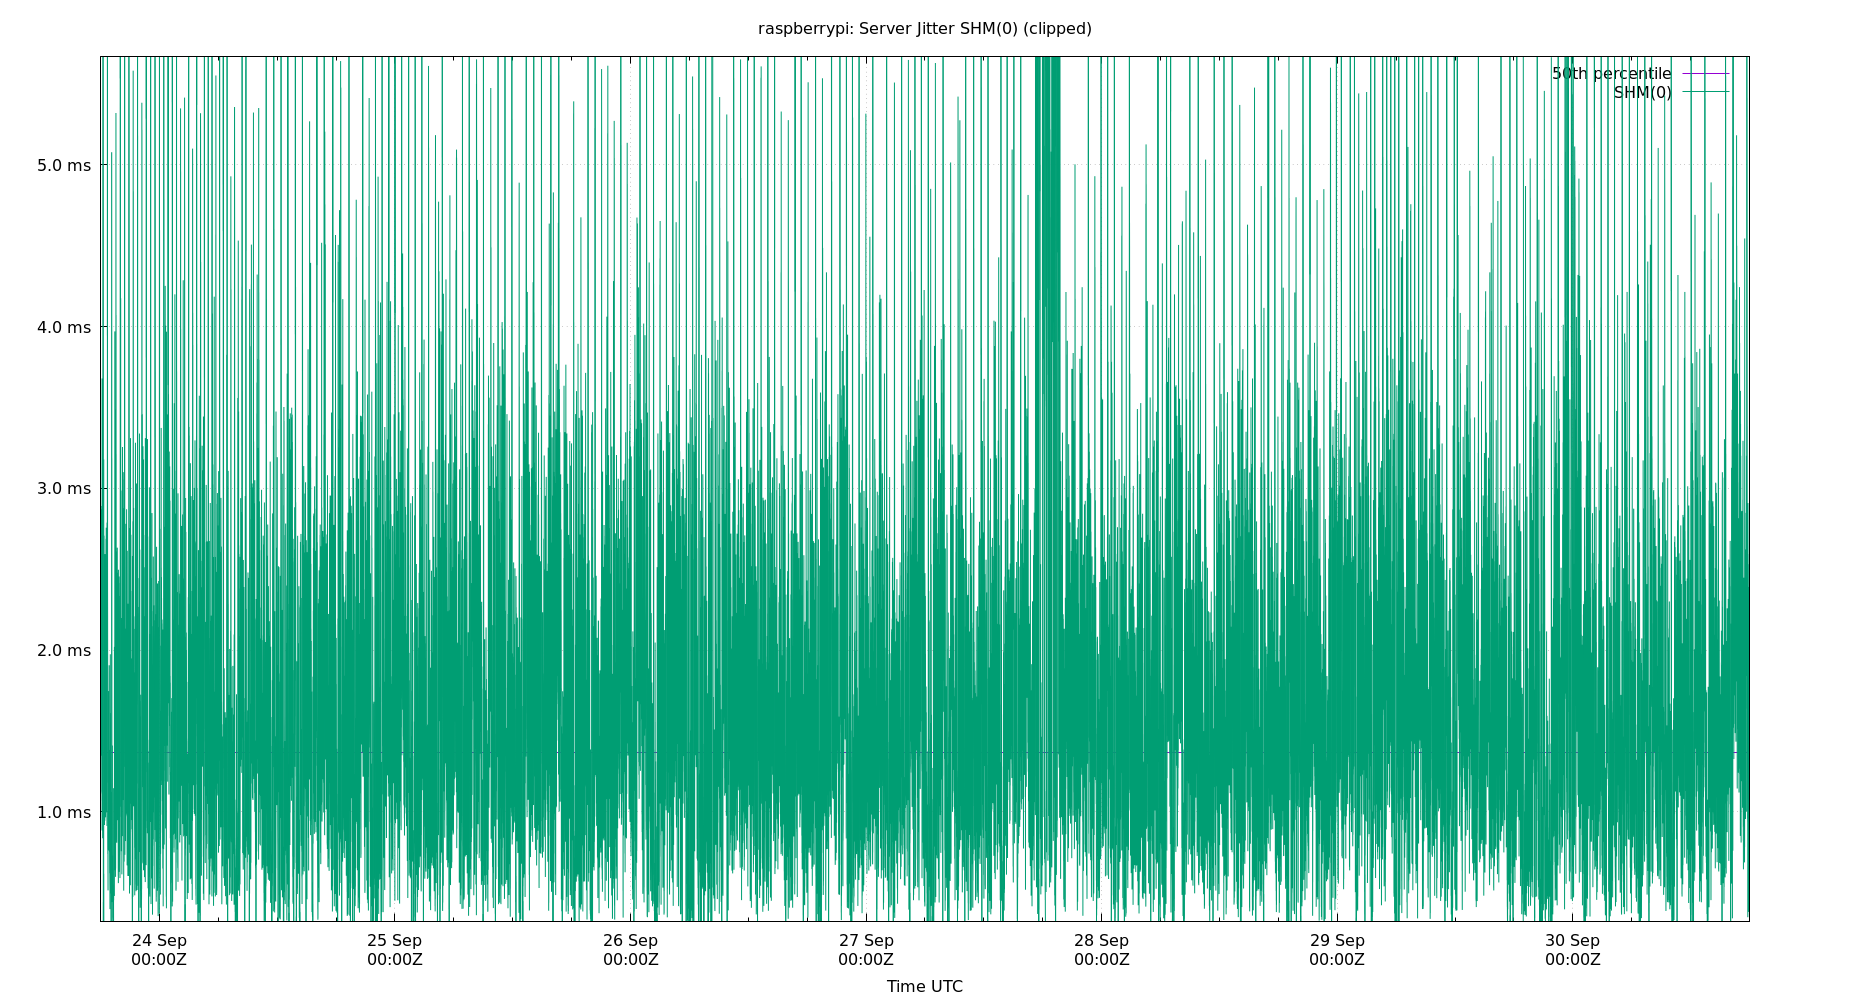 raspberrypi: Server Jitter SHM(0) (clipped)
50th percentile
SHM(0)
5.0 ms
4.0 ms
3.0 ms
2.0 ms
1.0 ms
24 Sep 25 Sep 26 Sep 27 Sep 28 Sep 29 Sep 30 Sep
00:00Z 00:00Z 00:00Z 00:00Z 00:00Z 00:00Z 00:00Z
Time UTC